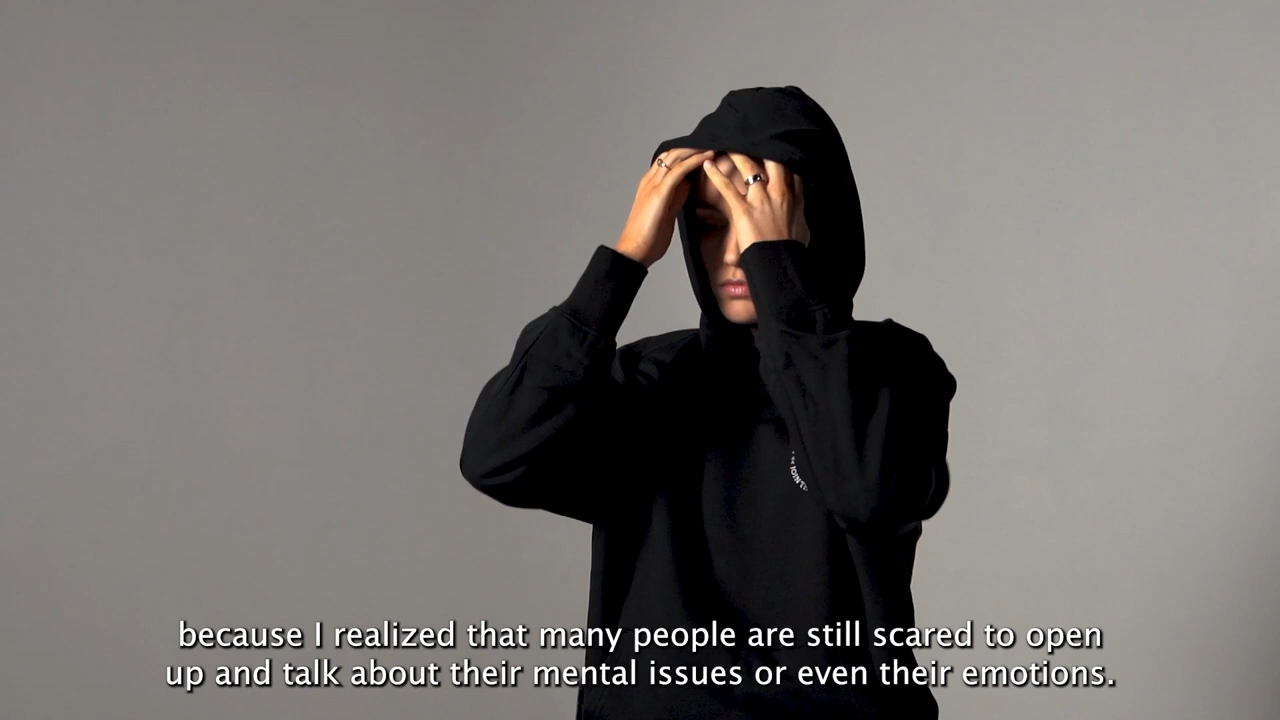 because I realized that many people are still scared to open
up and talk about their mental issues or even their emotions.